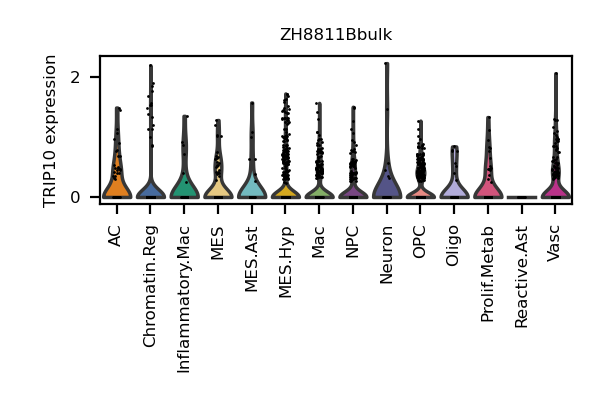 ZH8811Bbulk
TRIP10 expression
2
0
AC
Chromatin.Reg
Inflammatory.Mac
MES
MES.Ast
MES.Hyp
Mac
NPC
Neuron
OPC
Oligo
Prolif.Metab
Reactive.Ast
Vasc